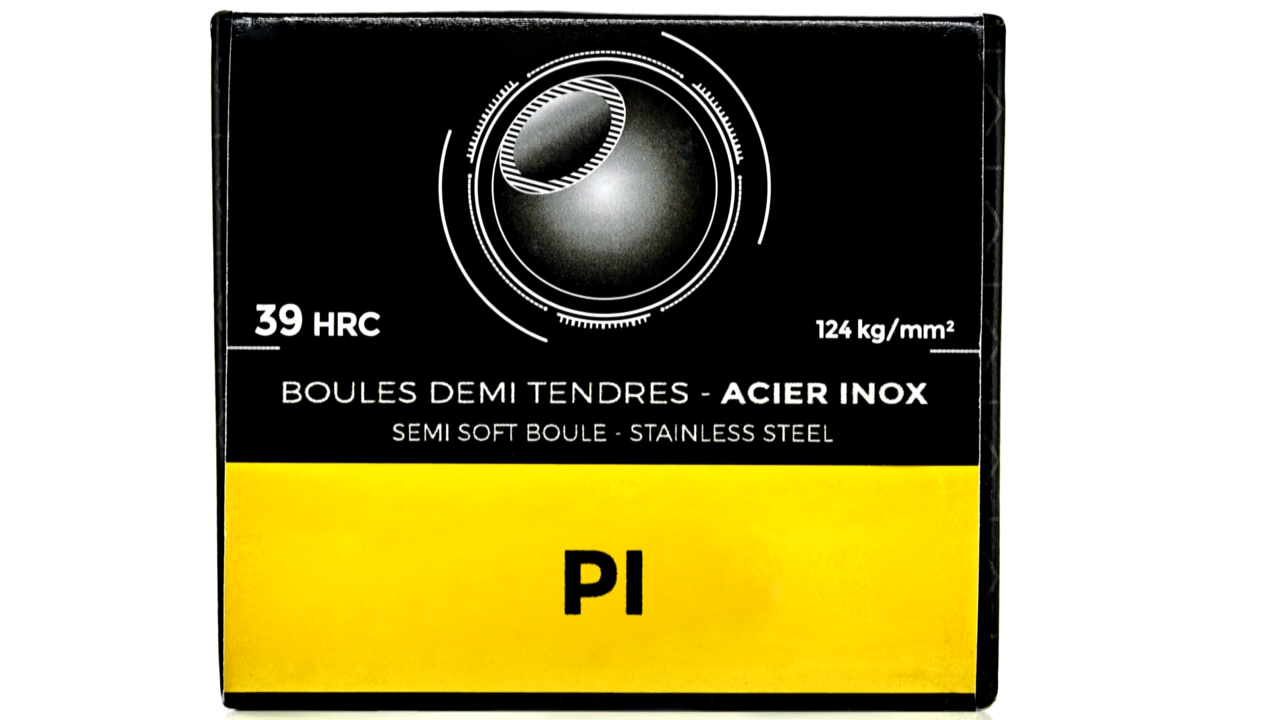 39 HRC
124 kg/mm²
BOULES DEMI TENDRES - ACIER INOX
SEMI SOFT BOULE - STAINLESS STEEL
PI